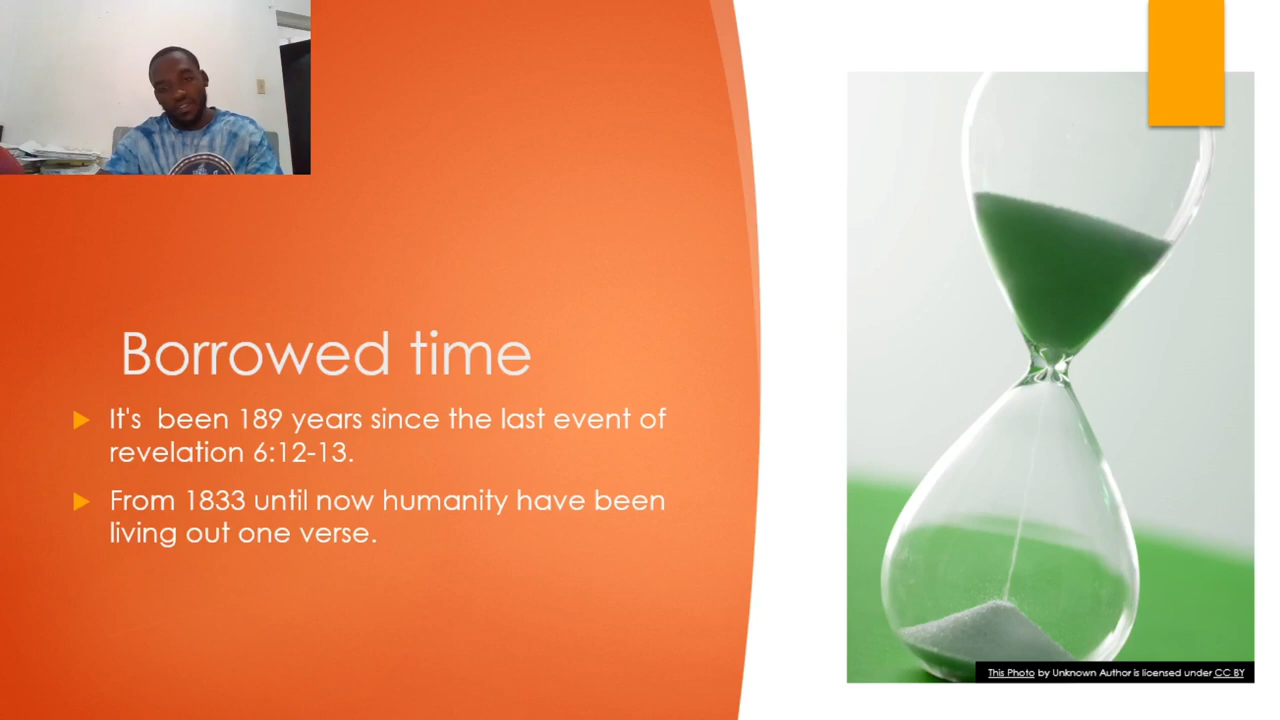 Borrowed time
It's  been 189 years since the last event of
revelation 6:12-13.
From 1833 until now humanity have been
living out one verse.
This Photo by Unknown Author is licensed under CC BY